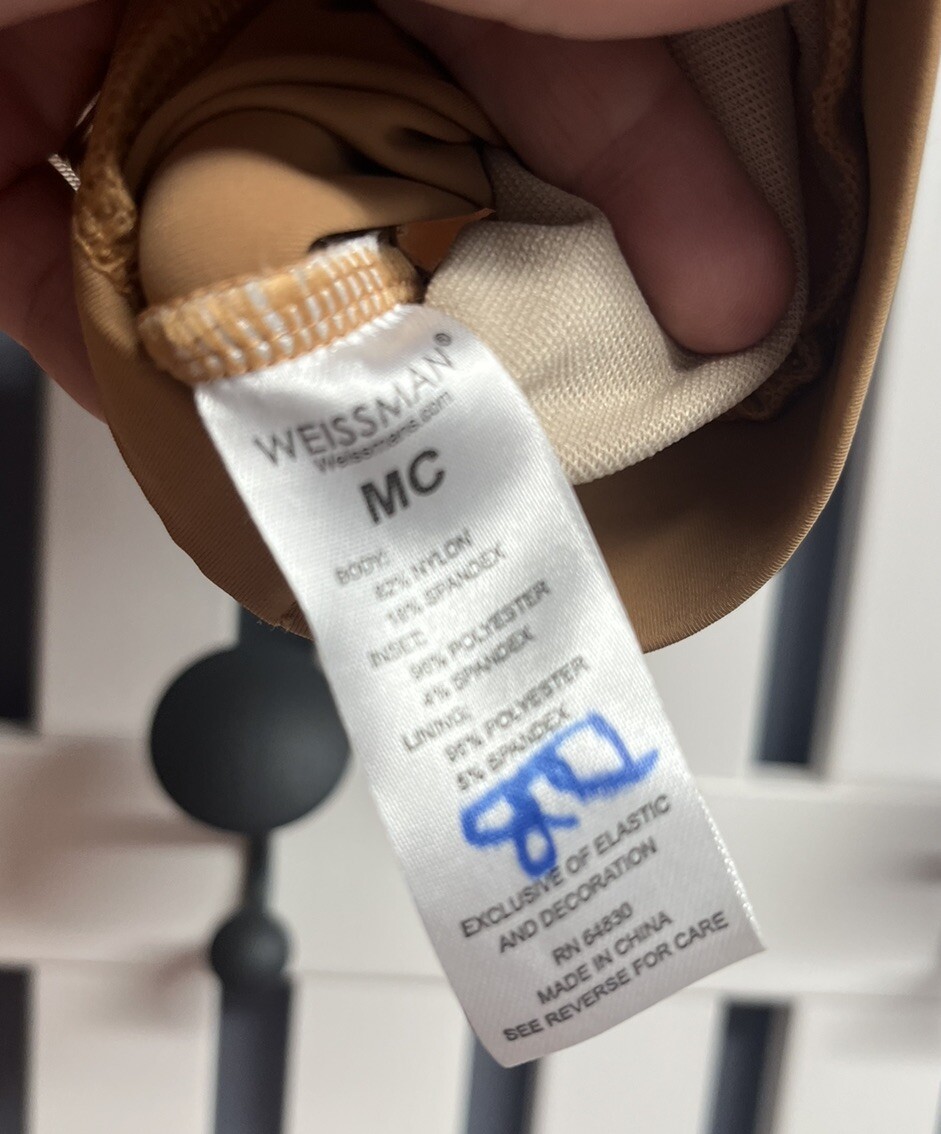 WEISSMAN®
Weissmans.com
MC
BODY:
82% NYLON
18% SPANDEX
INSET:
96% POLYESTER
4% SPANDEX
LINING:
95% POLYESTER
5% SPANDEX
EXCLUSIVE OF ELASTIC
AND DECORATION
RN 64830
MADE IN CHINA
SEE REVERSE FOR CARE